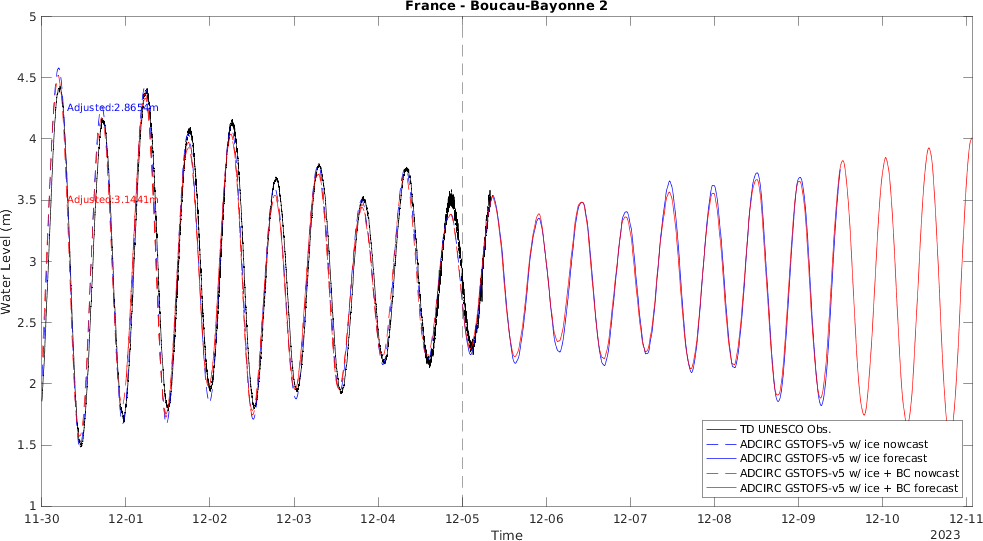 France - Boucau-Bayonne 2
5
4.5
4
3.5
3
2.5
2
1.5
1
Water Level (m)
Adjusted:2.8654m
Adjusted:3.1441m
TD UNESCO Obs.
ADCIRC GSTOFS-v5 w/ ice nowcast
ADCIRC GSTOFS-v5 w/ ice forecast
ADCIRC GSTOFS-v5 w/ ice + BC nowcast
ADCIRC GSTOFS-v5 w/ ice + BC forecast
11-30 12-01 12-02 12-03 12-04 12-05 12-06 12-07 12-08 12-09 12-10 12-11
Time
2023